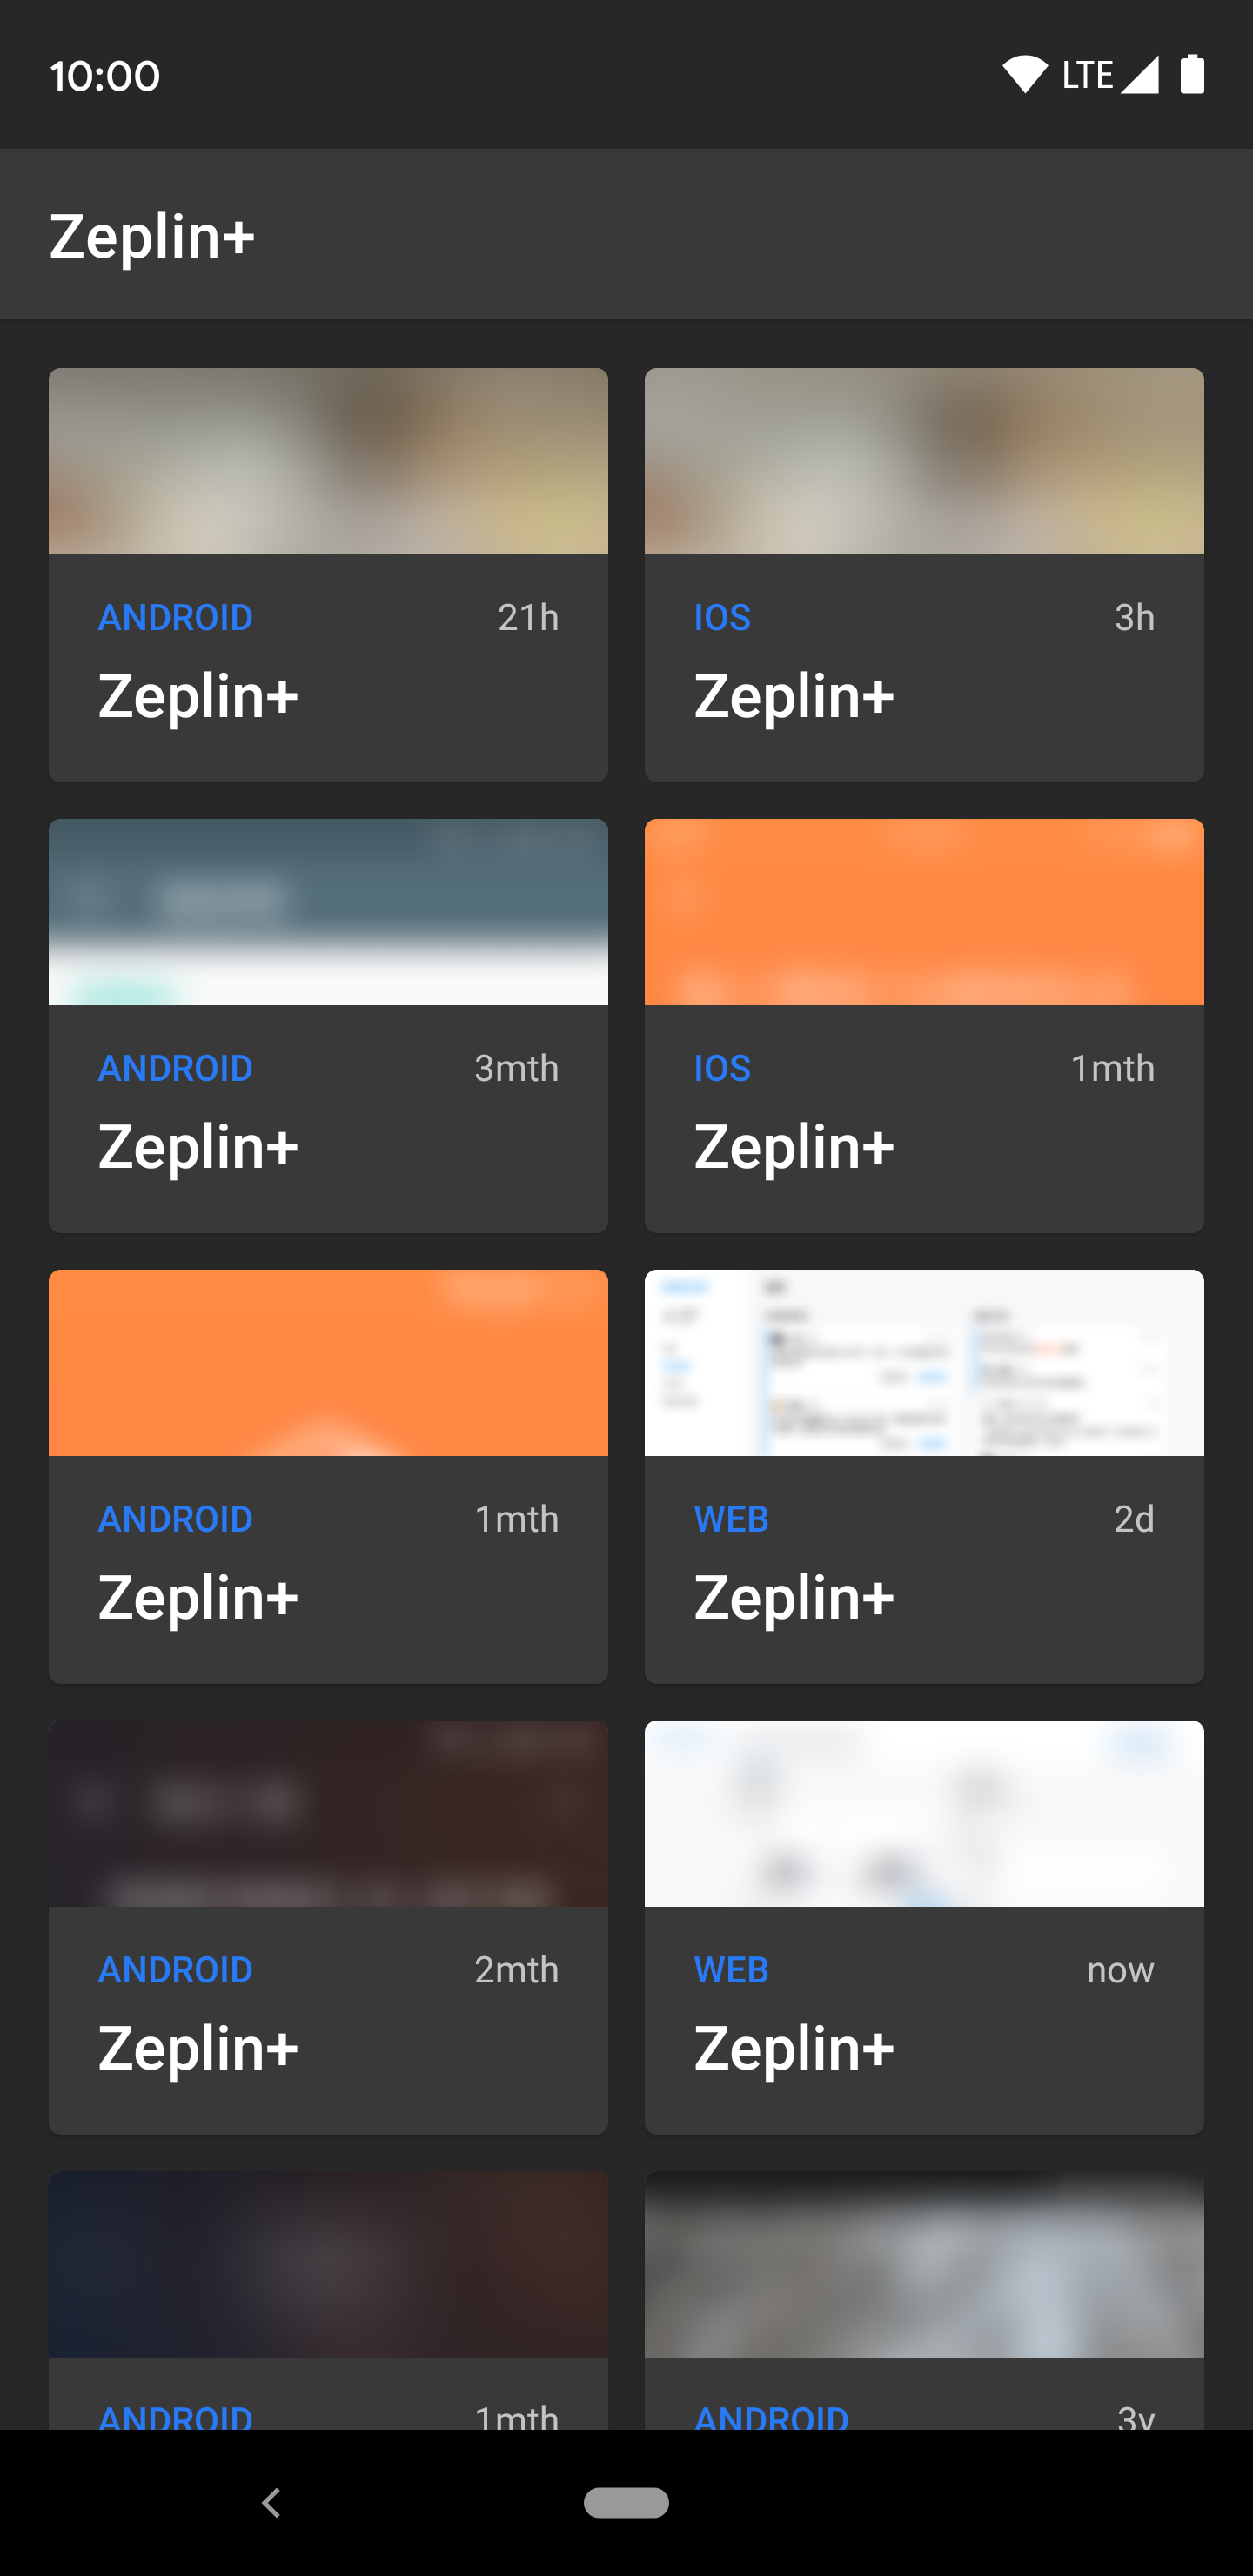 10:00 LTE
Zeplin+
ANDROID 21h
Zeplin+
IOS 3h
Zeplin+
ANDROID 3mth
Zeplin+
IOS 1mth
Zeplin+
ANDROID 1mth
Zeplin+
WEB 2d
Zeplin+
ANDROID 2mth
Zeplin+
WEB now
Zeplin+
ANDROID 1mth
ANDROID 3y